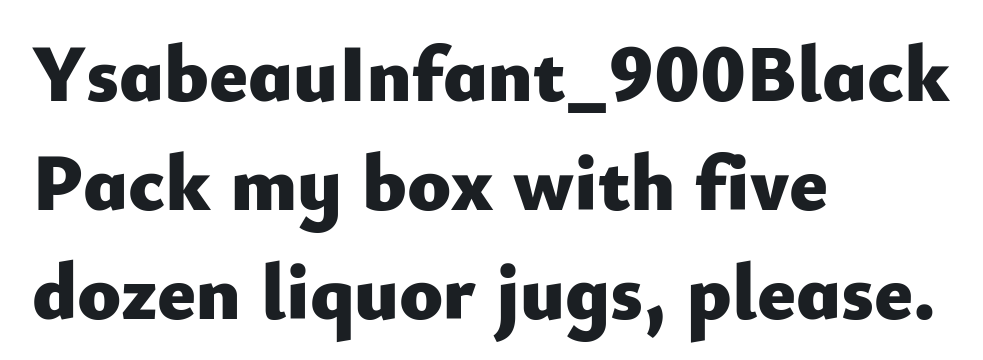 YsabeauInfant_900Black
Pack my box with five
dozen liquor jugs, please.